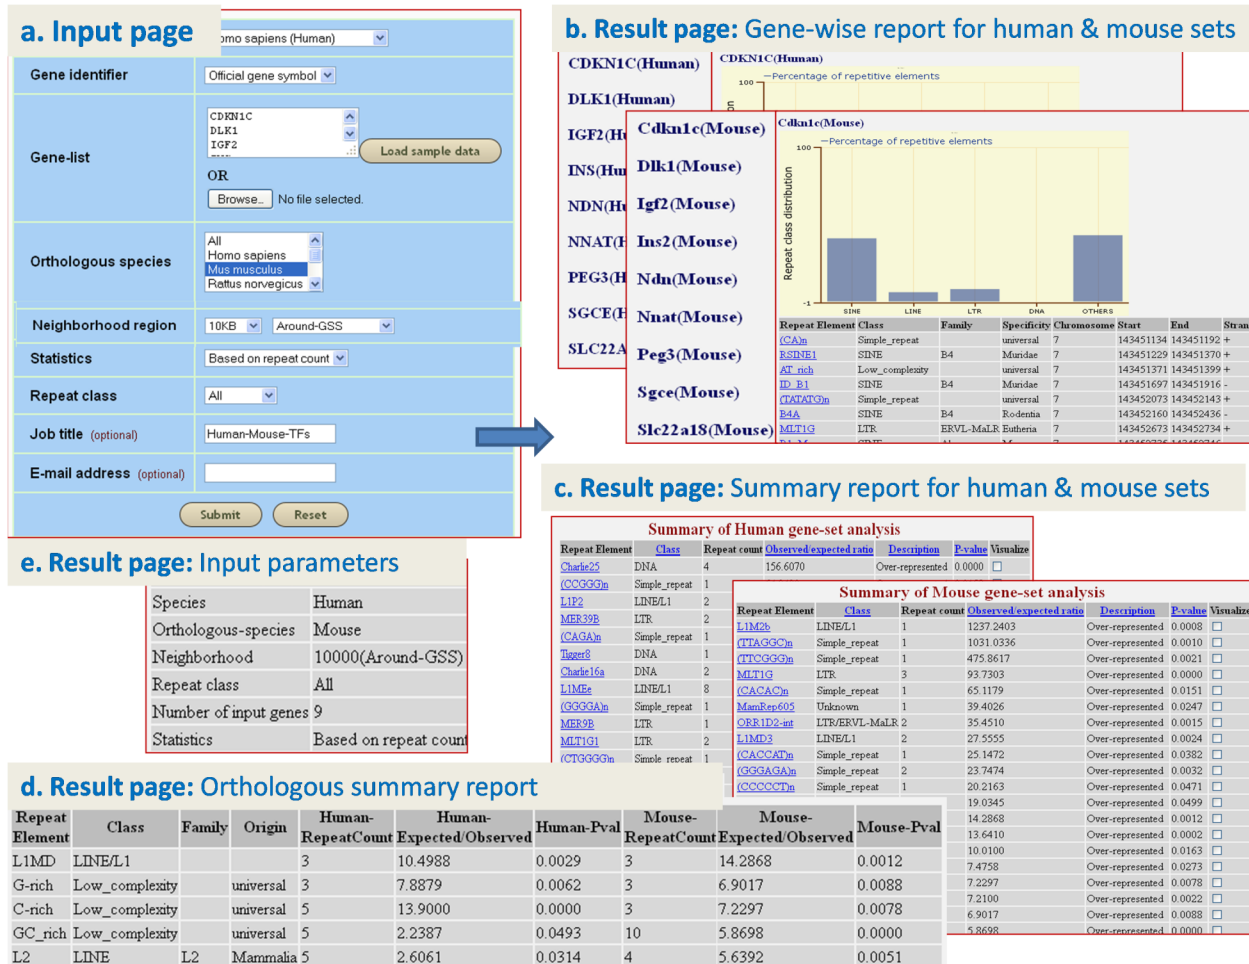 a. Input page
omo sapiens (Human)
Gene identifier
Official gene symbol
Gene-list
CDKN1C
DLK1
IGF2
Load sample data
OR
Browse_ No file selected.
Orthologous species
All
Homo sapiens
Mus musculus
Rattus norvegicus
Neighborhood region
10KB
Around-GSS
Statistics
Based on repeat count
Repeat class
All
Job title (optional)
Human-Mouse-TFs
E-mail address (optional)
Submit
Reset
b. Result page: Gene-wise report for human & mouse sets
CDKN1C(Human)
DLK1(Human)
IGF2(Hu
INS(Hum
NDN(Hu
NNAT(H
PEG3(H
SGCE(H
SLC22A
CDKN1C(Human)
Percentage of repetitive elements
100
Cdkn1c(Mouse)
Dlk1(Mouse)
Igf2(Mouse)
Ins2(Mouse)
Ndn(Mouse)
Nnat(Mouse)
Peg3(Mouse)
Sgce(Mouse)
Slc22a18(Mouse)
Cdkn1c(Mouse)
Percentage of repetitive elements
100
Repeat class distribution
-1
SINE LINE LTR DNA OTHERS
Repeat Element Class Family Specificity Chromosome Start End Stran
(CA)n Simple_repeat universal 7 143451134 143451192 +
RSINE1 SINE B4 Muridae 7 143451229 143451370 +
AT_rich Low_complexity universal 7 143451371 143451399 +
ID_B1 SINE B4 Muridae 7 143451697 143451916 -
(TATATG)n Simple_repeat universal 7 143452073 143452143 +
B4A SINE B4 Rodentia 7 143452160 143452436 -
MLT1G LTR ERVL-MaLR Eutheria 7 143452673 143452734 +
c. Result page: Summary report for human & mouse sets
Summary of Human gene-set analysis
Repeat Element Class Repeat count Observed/expected ratio Description P-value Visualize
Charlie25 DNA 4 156.6070 Over-represented 0.0000
(CCGGG)n Simple_repeat 1
L1P2 LINE/L1 2
MER39B LTR 2
(CAGA)n Simple_repeat 1
Tigger8 DNA 1
Charlie16a DNA 2
L1MEe LINE/L1 8
(GGGGA)n Simple_repeat 1
MER9B LTR 1
MLT1G1 LTR 2
(CTGGGG)n Simple_repeat 1
Summary of Mouse gene-set analysis
Repeat Element Class Repeat count Observed/expected ratio Description P-value Visualize
L1M2b LINE/L1 1 1237.2403 Over-represented 0.0008
(TTAGGC)n Simple_repeat 1 1031.0336 Over-represented 0.0010
(TTCGGG)n Simple_repeat 1 475.8617 Over-represented 0.0021
MLT1G LTR 3 93.7303 Over-represented 0.0000
(CACAC)n Simple_repeat 1 65.1179 Over-represented 0.0151
MamRep605 Unknown 1 39.4026 Over-represented 0.0247
ORR1D2-int LTR/ERVL-MaLR 2 35.4510 Over-represented 0.0015
L1MD3 LINE/L1 2 27.5555 Over-represented 0.0024
(CACCAT)n Simple_repeat 1 25.1472 Over-represented 0.0382
(GGGAGA)n Simple_repeat 2 23.7474 Over-represented 0.0032
(CCCCCT)n Simple_repeat 1 20.2163 Over-represented 0.0471
19.0345 Over-represented 0.0499
14.2868 Over-represented 0.0012
13.6410 Over-represented 0.0002
10.0100 Over-represented 0.0163
7.4758 Over-represented 0.0273
7.2297 Over-represented 0.0078
7.2100 Over-represented 0.0022
6.9017 Over-represented 0.0088
5.8698 Over-represented 0.0000
e. Result page: Input parameters
Species Human
Orthologous-species Mouse
Neighborhood 10000(Around-GSS)
Repeat class All
Number of input genes 9
Statistics Based on repeat count
d. Result page: Orthologous summary report
Repeat Element Class Family Origin Human-RepeatCount Human-Expected/Observed Human-Pval Mouse-RepeatCount Mouse-Expected/Observed Mouse-Pval
L1MD LINE/L1 3 10.4988 0.0029 3 14.2868 0.0012
G-rich Low_complexity universal 3 7.8879 0.0062 3 6.9017 0.0088
C-rich Low_complexity universal 5 13.9000 0.0000 3 7.2297 0.0078
GC_rich Low_complexity universal 5 2.2387 0.0493 10 5.8698 0.0000
L2 LINE L2 Mammalia 5 2.6061 0.0314 4 5.6392 0.0051